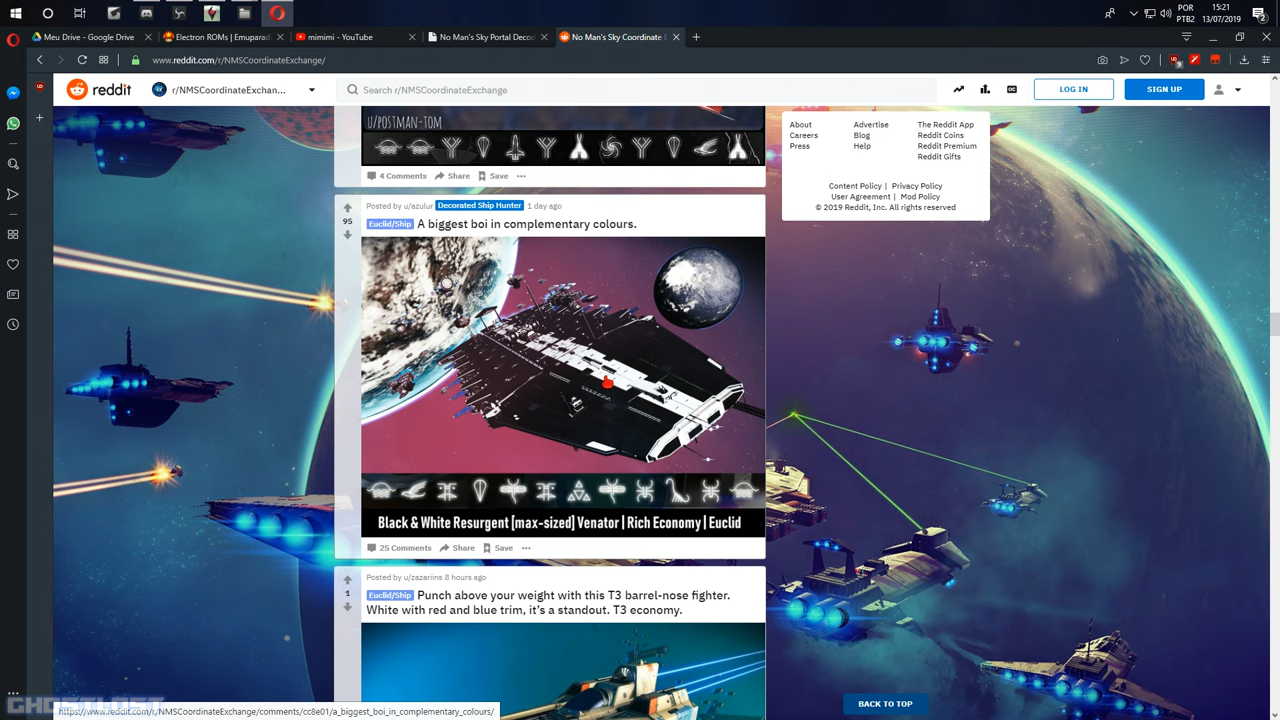 POR
PTB2
15:21
13/07/2019
2
Meu Drive - Google Drive
Electron ROMs | Emuparad
mimimi - YouTube
No Man's Sky Portal Decod
No Man's Sky Coordinate E
www.reddit.com/r/NMSCoordinateExchange/
9
reddit
r/NMSCoordinateExchan...
Search r/NMSCoordinateExchange
LOG IN
SIGN UP
U/POSTMAN-TOM
4 Comments
Share
Save
About
Advertise
The Reddit App
Careers
Blog
Reddit Coins
Press
Help
Reddit Premium
Reddit Gifts
Content Policy |
Privacy Policy
User Agreement |
Mod Policy
© 2019 Reddit, Inc. All rights reserved
Posted by u/azulur
Decorated Ship Hunter
1 day ago
95
Euclid/Ship
A biggest boi in complementary colours.
Black & White Resurgent [max-sized] Venator | Rich Economy | Euclid
25 Comments
Share
Save
Posted by u/zazariins 8 hours ago
1
Euclid/Ship
Punch above your weight with this T3 barrel-nose fighter.
White with red and blue trim, it's a standout. T3 economy.
BACK TO TOP
GHOSTLOST
https://www.reddit.com/r/NMSCoordinateExchange/comments/cc8e01/a_biggest_boi_in_complementary_colours/